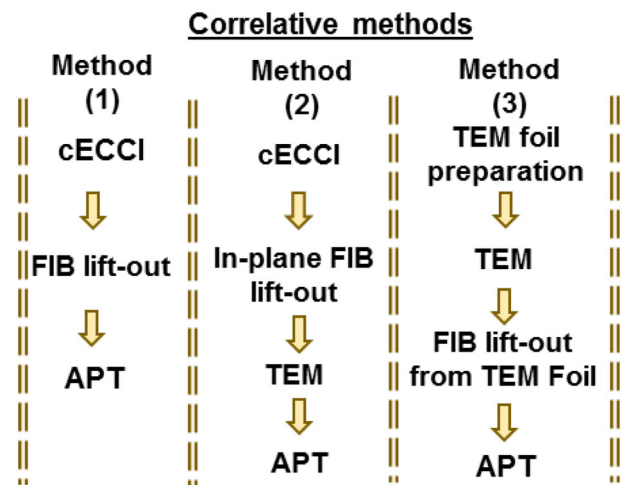 Correlative methods
Method
(1)
cECCI
FIB lift-out
APT
Method
(2)
cECCI
In-plane FIB
lift-out
TEM
APT
Method
(3)
TEM foil
preparation
TEM
FIB lift-out
from TEM Foil
APT